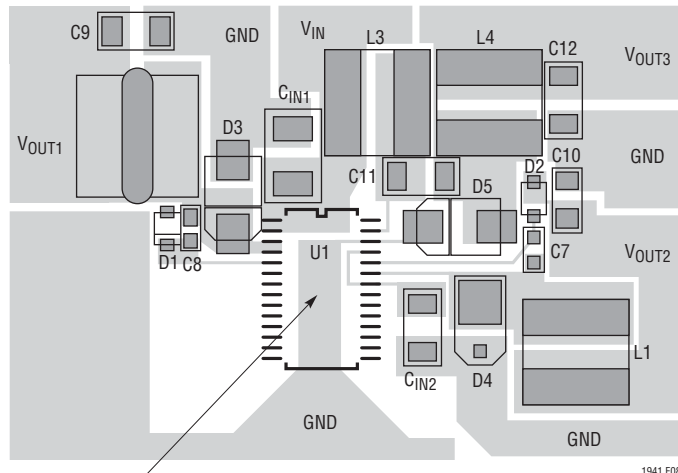 C9
GND
VIN
L3
L4
C12
VOUT3
CIN1
VOUT1
D3
GND
C11
D2
C10
D5
U1
D1
C8
C7
VOUT2
L1
CIN2
D4
GND
GND
1941 F08